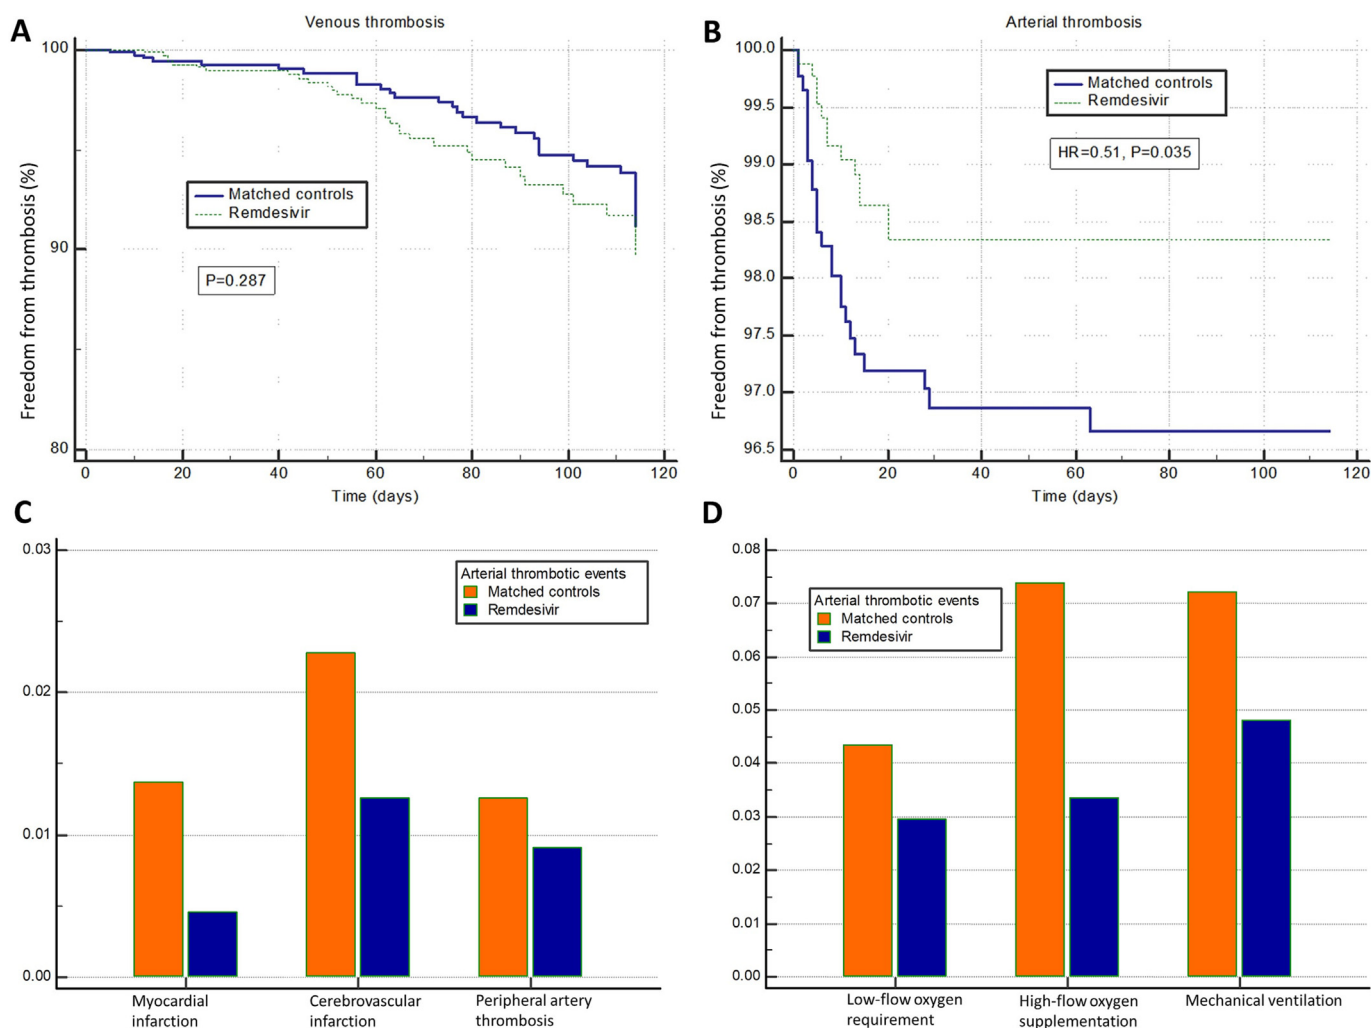 A
Venous thrombosis
100
90
80
Freedom from thrombosis (%)
Matched controls
Remdesivir
P=0.287
0 20 40 60 80 100 120
Time (days)
B
Arterial thrombosis
100.0
99.5
99.0
98.5
98.0
97.5
97.0
96.5
Freedom from thrombosis (%)
Matched controls
Remdesivir
HR=0.51, P=0.035
0 20 40 60 80 100 120
Time (days)
C
0.03
0.02
0.01
0.00
Arterial thrombotic events
Matched controls
Remdesivir
Myocardial
infarction
Cerebrovascular
infarction
Peripheral artery
thrombosis
D
0.08
0.07
0.06
0.05
0.04
0.03
0.02
0.01
0.00
Arterial thrombotic events
Matched controls
Remdesivir
Low-flow oxygen
requirement
High-flow oxygen
supplementation
Mechanical ventilation